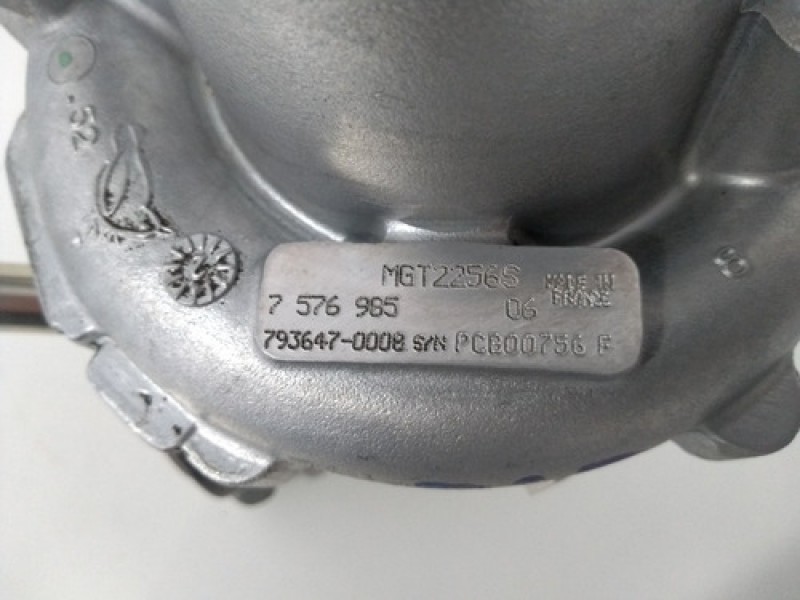 MGT2256S MADE IN FRANCE
7 576 985 06
793647-0008 S/N PCB00756 F